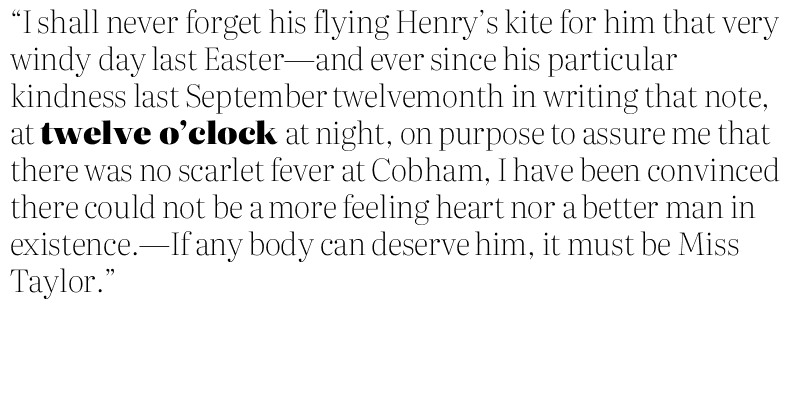 “I shall never forget his flying Henry’s kite for him that very
windy day last Easter—and ever since his particular
kindness last September twelvemonth in writing that note,
at twelve o’clock at night, on purpose to assure me that
there was no scarlet fever at Cobham, I have been convinced
there could not be a more feeling heart nor a better man in
existence.—If any body can deserve him, it must be Miss
Taylor.”